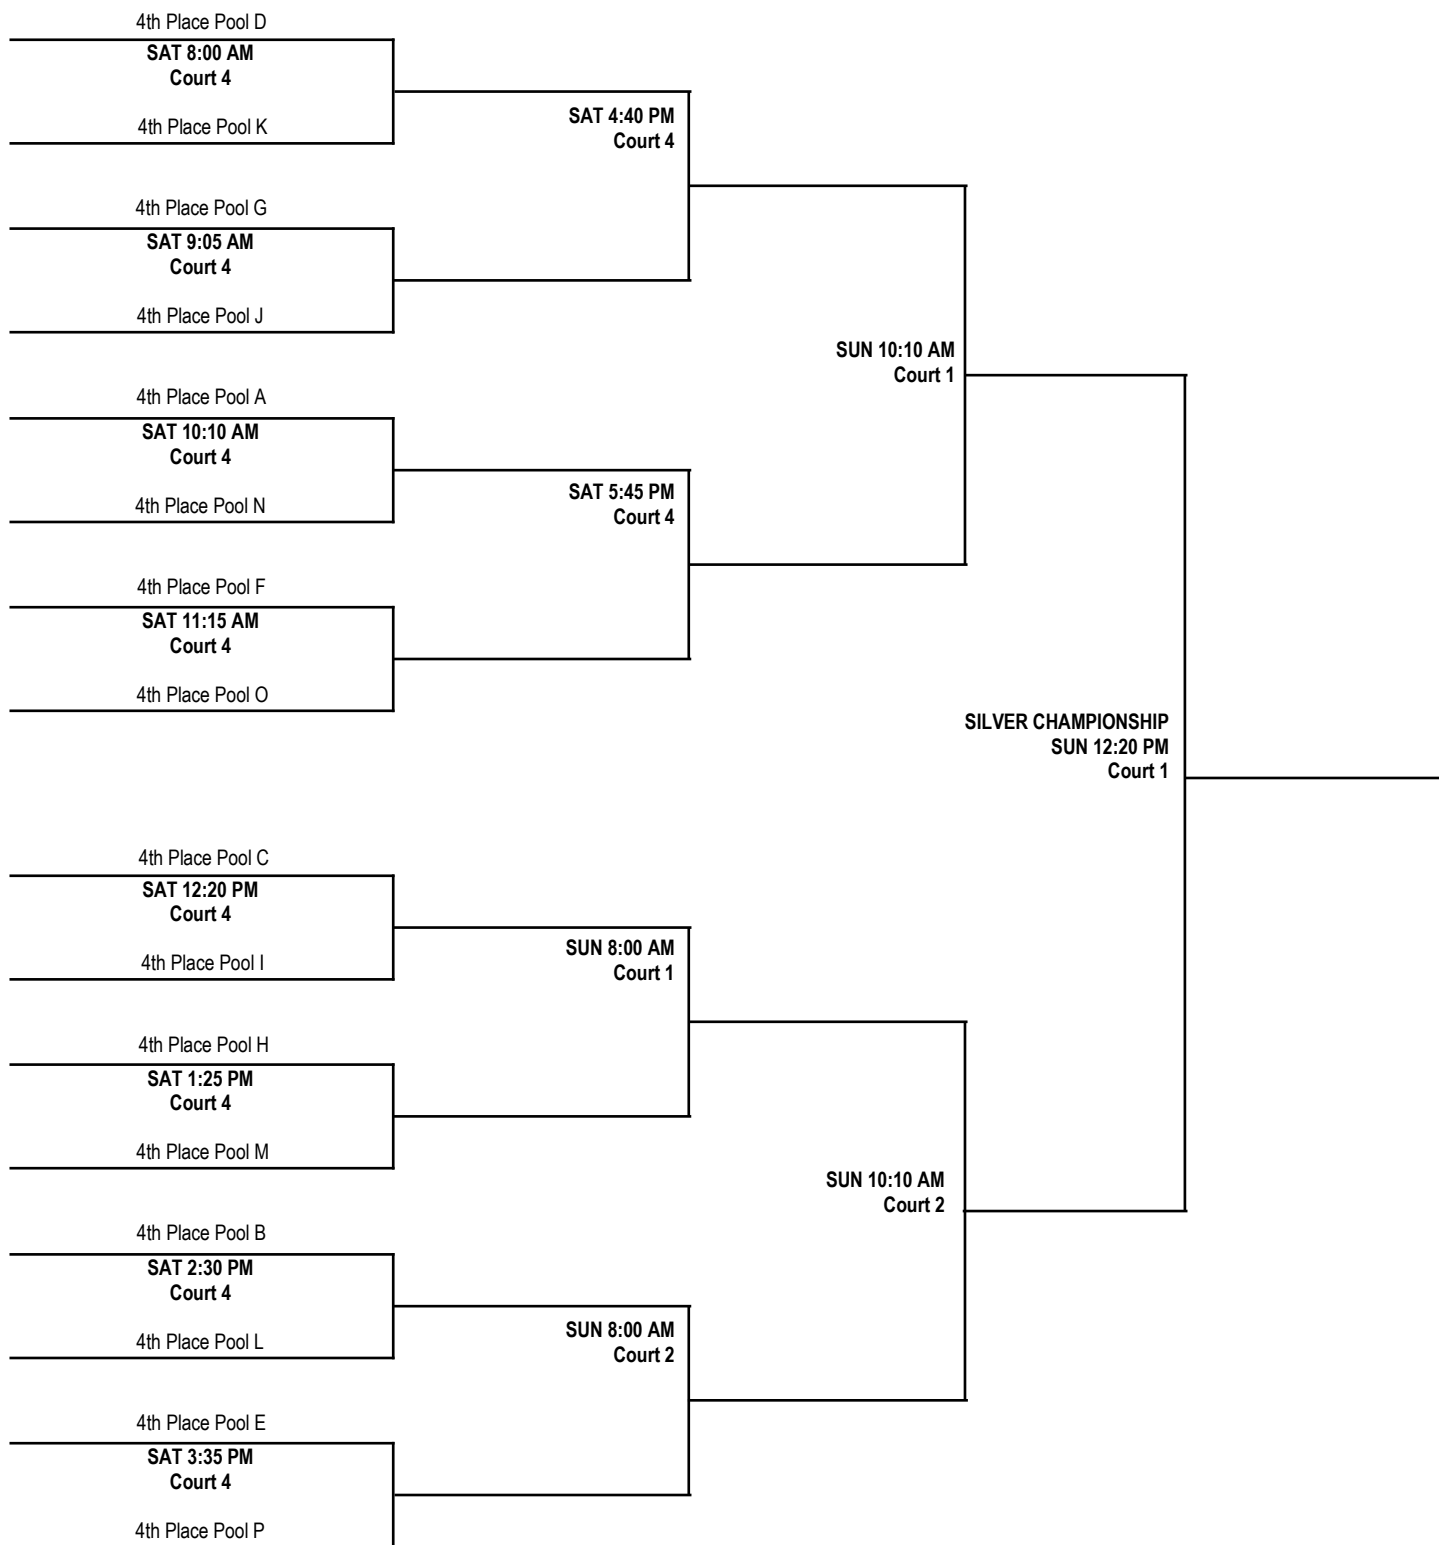 4th Place Pool D
SAT 8:00 AM
Court 4
4th Place Pool K
SAT 4:40 PM
Court 4
4th Place Pool G
SAT 9:05 AM
Court 4
4th Place Pool J
SUN 10:10 AM
Court 1
4th Place Pool A
SAT 10:10 AM
Court 4
4th Place Pool N
SAT 5:45 PM
Court 4
4th Place Pool F
SAT 11:15 AM
Court 4
4th Place Pool O
SILVER CHAMPIONSHIP
SUN 12:20 PM
Court 1
4th Place Pool C
SAT 12:20 PM
Court 4
4th Place Pool I
SUN 8:00 AM
Court 1
4th Place Pool H
SAT 1:25 PM
Court 4
4th Place Pool M
SUN 10:10 AM
Court 2
4th Place Pool B
SAT 2:30 PM
Court 4
4th Place Pool L
SUN 8:00 AM
Court 2
4th Place Pool E
SAT 3:35 PM
Court 4
4th Place Pool P